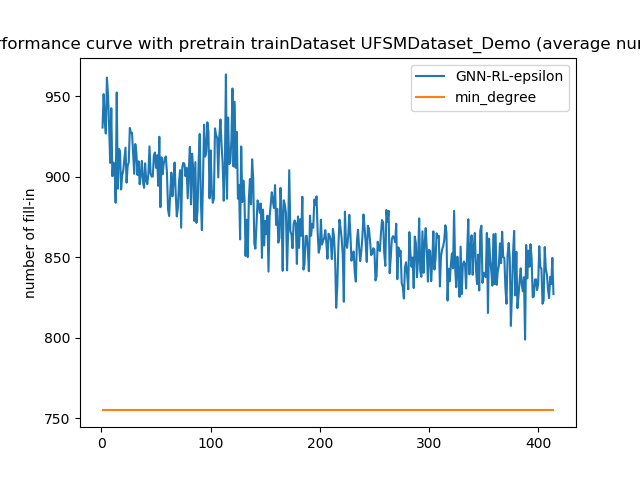 rformance curve with pretrain trainDataset UFSMDataset_Demo (average num
GNN-RL-epsilon
min_degree
number of fill-in
950
900
850
800
750
0 100 200 300 400